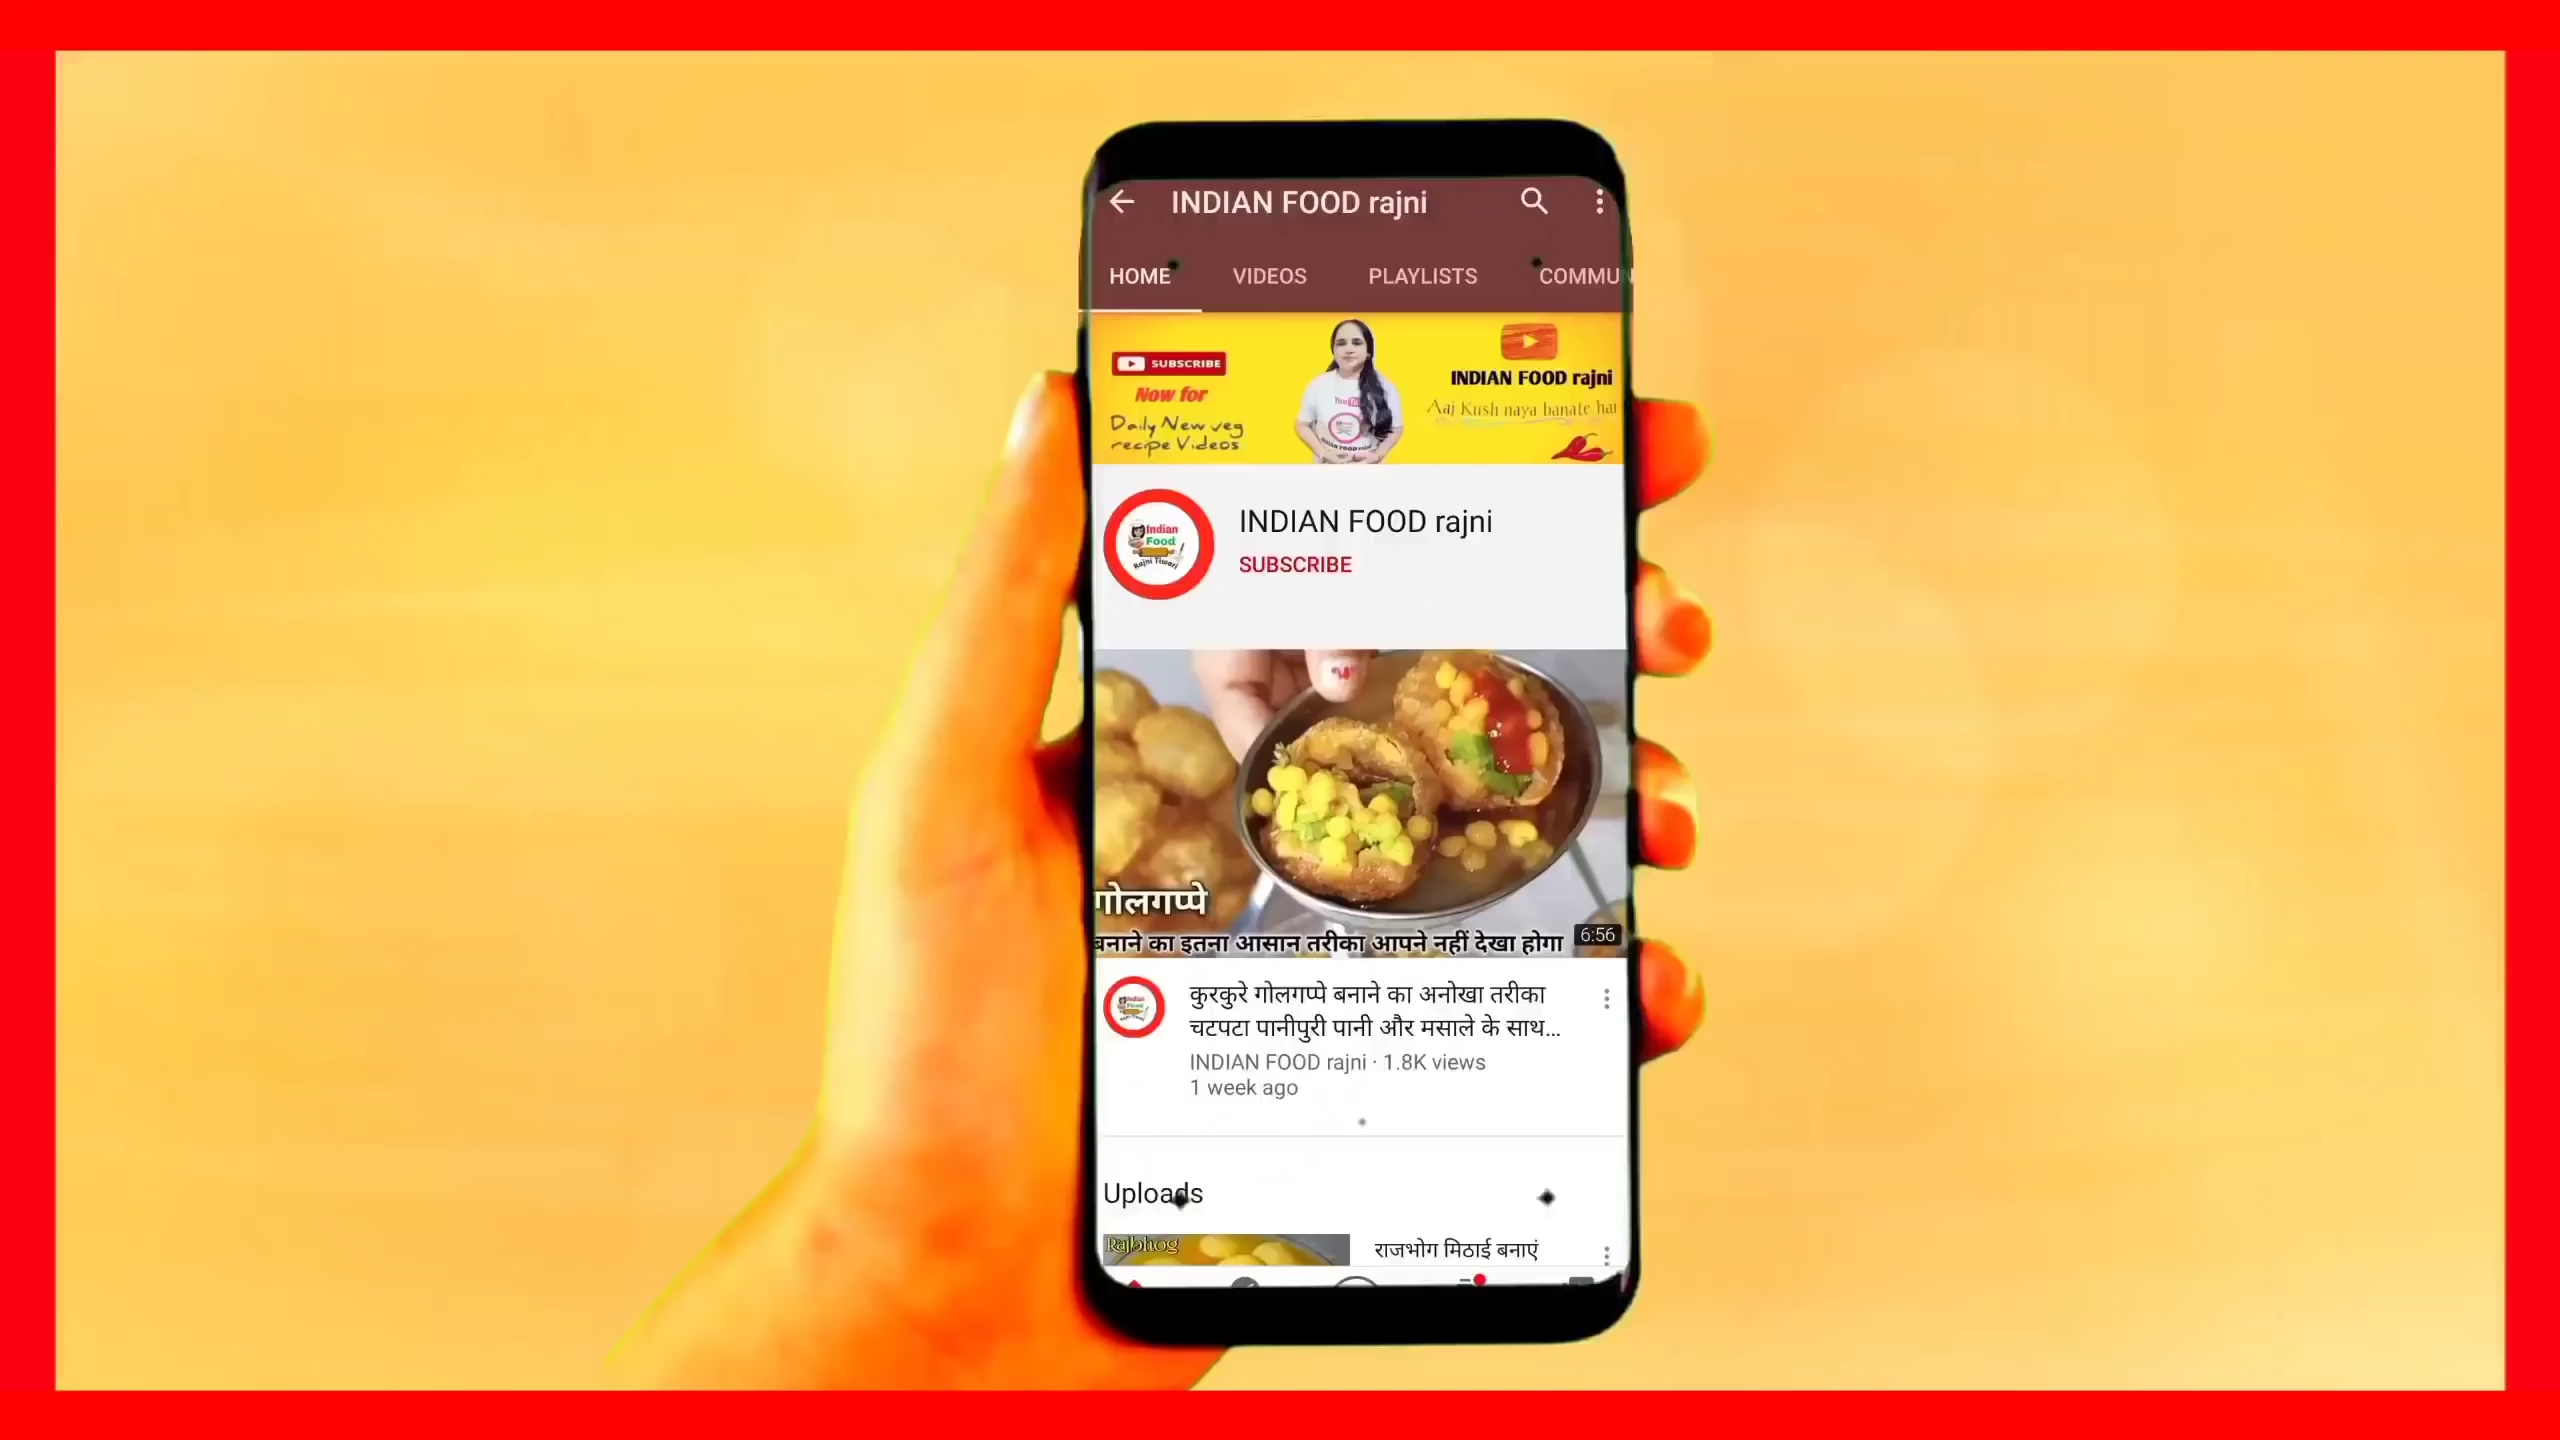 INDIAN FOOD rajni
HOME VIDEOS PLAYLISTS COMMUN
SUBSCRIBE
Now for
Daily New veg
recipe Videos
INDIAN FOOD rajni
Aaj Kush naya banate hai
INDIAN FOOD rajni
SUBSCRIBE
Indian
Food
Rajni Tiwari
गोलगप्पे
बनाने का इतना आसान तरीका आपने नहीं देखा होगा
6:56
कुरकुरे गोलगप्पे बनाने का अनोखा तरीका
चटपटा पानीपुरी पानी और मसाले के साथ...
INDIAN FOOD rajni · 1.8K views
1 week ago
Uploads
Rajbhog
राजभोग मिठाई बनाएं